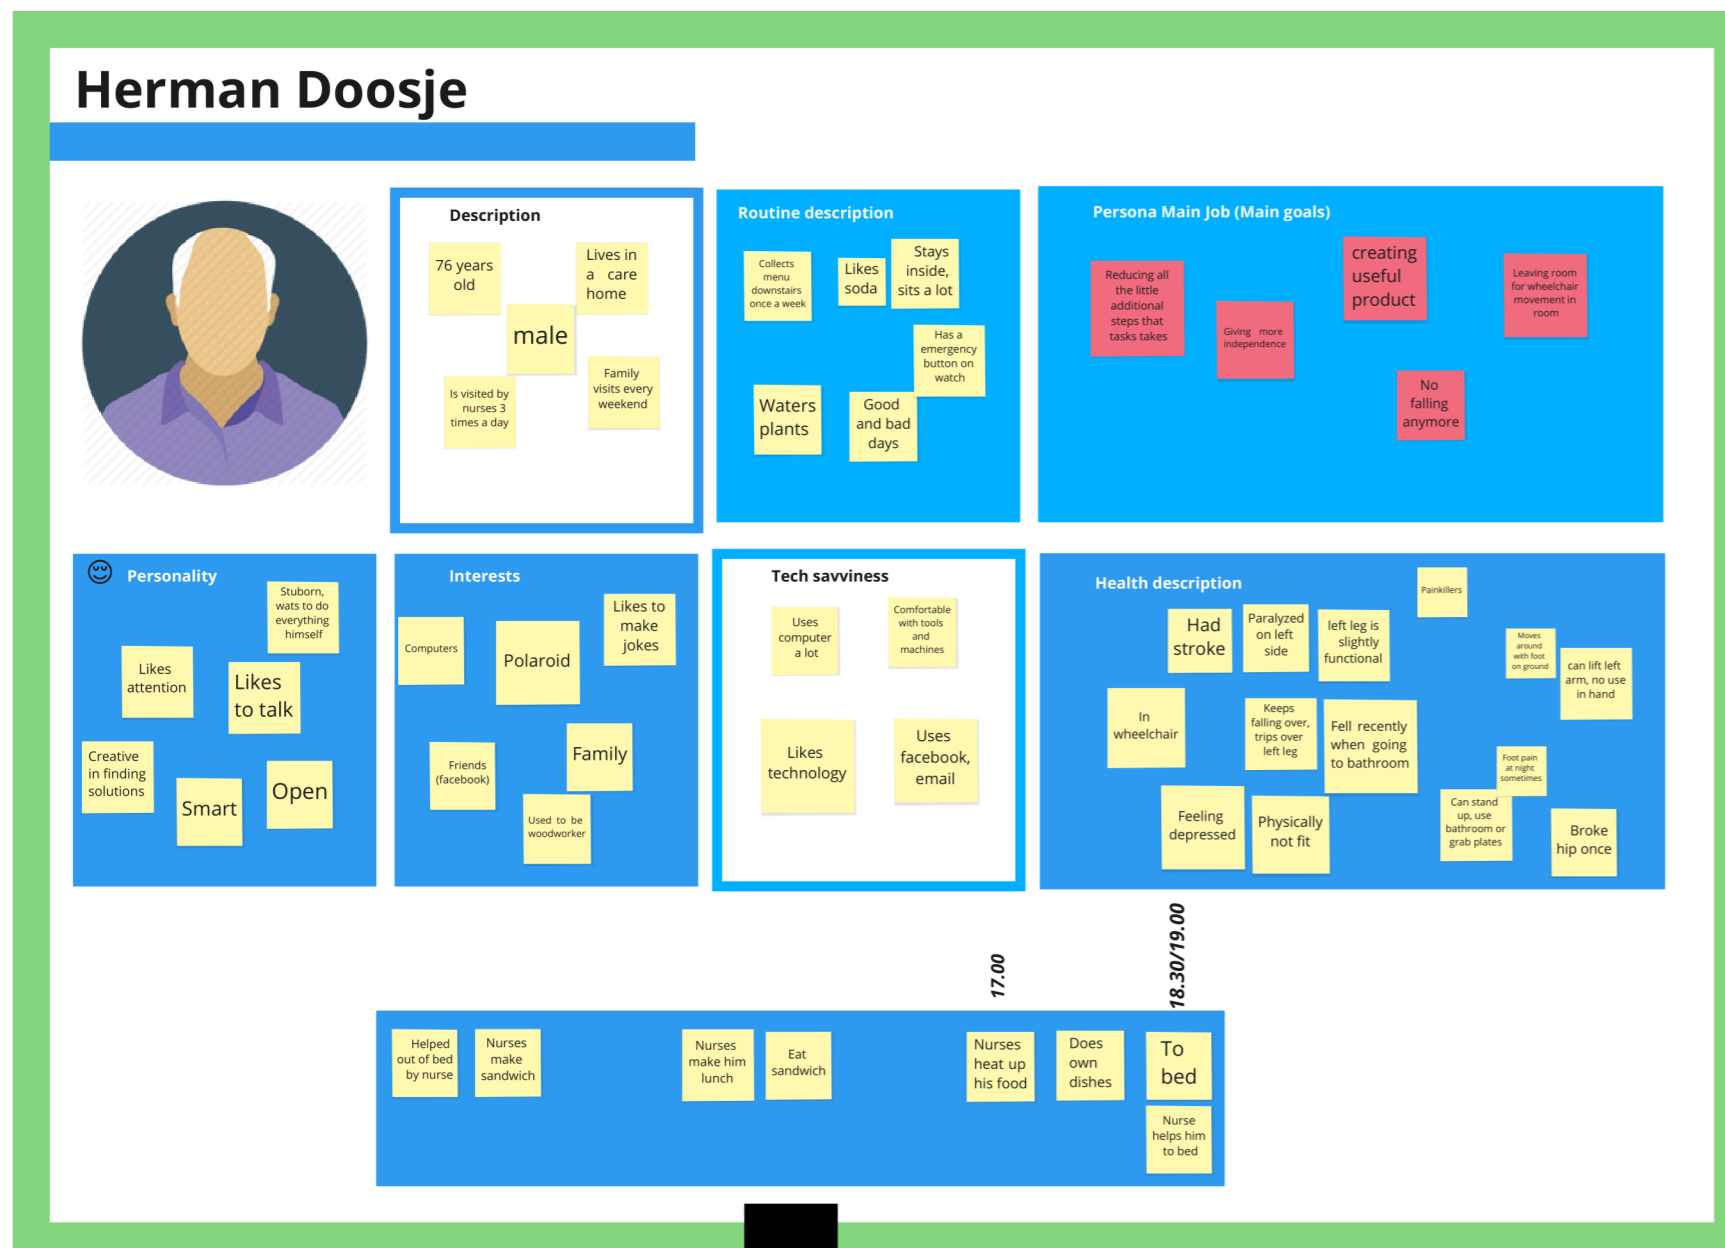 Herman Doosje
Description
76 years
old
Lives in
a care
home
male
Is visited by
nurses 3
times a day
Family
visits every
weekend
Routine description
Collects
menu
downstairs
once a week
Likes
soda
Stays
inside,
sits a lot
Has a
emergency
button on
watch
Waters
plants
Good
and bad
days
Persona Main Job (Main goals)
Reducing all
the little
additional
steps that
tasks takes
Giving more
independence
creating
useful
product
No
falling
anymore
Leaving room
for wheelchair
movement in
room
Personality
Stuborn,
wats to do
everything
himself
Likes
attention
Likes
to talk
Creative
in finding
solutions
Smart
Open
Interests
Computers
Polaroid
Likes to
make
jokes
Friends
(facebook)
Family
Used to be
woodworker
Tech savviness
Uses
computer
a lot
Comfortable
with tools
and
machines
Likes
technology
Uses
facebook,
email
Health description
Painkillers
Had
stroke
Paralyzed
on left
side
left leg is
slightly
functional
Moves
around
with foot
on ground
can lift left
arm, no use
in hand
In
wheelchair
Keeps
falling over,
trips over
left leg
Fell recently
when going
to bathroom
Foot pain
at night
sometimes
Feeling
depressed
Physically
not fit
Can stand
up, use
bathroom or
grab plates
Broke
hip once
17.00
18.30/19.00
Helped
out of bed
by nurse
Nurses
make
sandwich
Nurses
make him
lunch
Eat
sandwich
Nurses
heat up
his food
Does
own
dishes
To
bed
Nurse
helps him
to bed